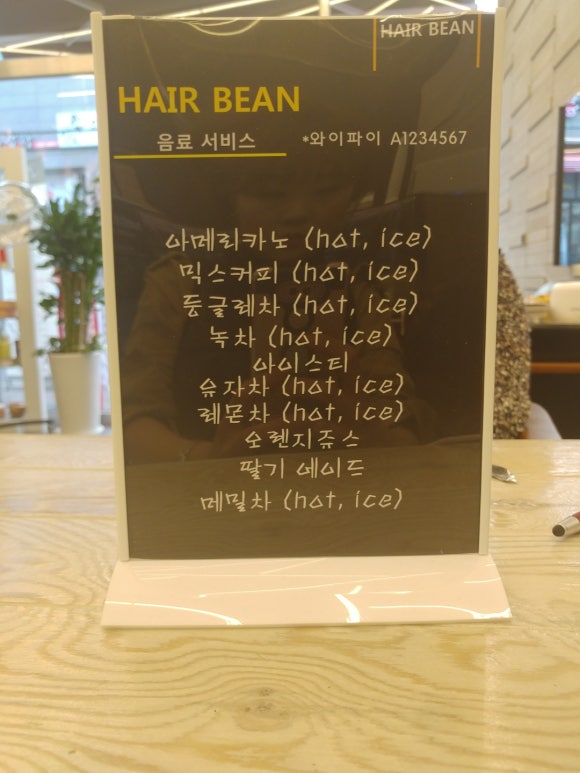 HAIR BEAN
HAIR BEAN
음료 서비스 *와이파이 A1234567
아메리카노 (hot, ice)
믹스커피 (hot, ice)
둥글레차 (hot, ice)
녹차 (hot, ice)
아이스티
유자차 (hot, ice)
레몬차 (hot, ice)
오렌지쥬스
딸기 에이드
메밀차 (hot, ice)